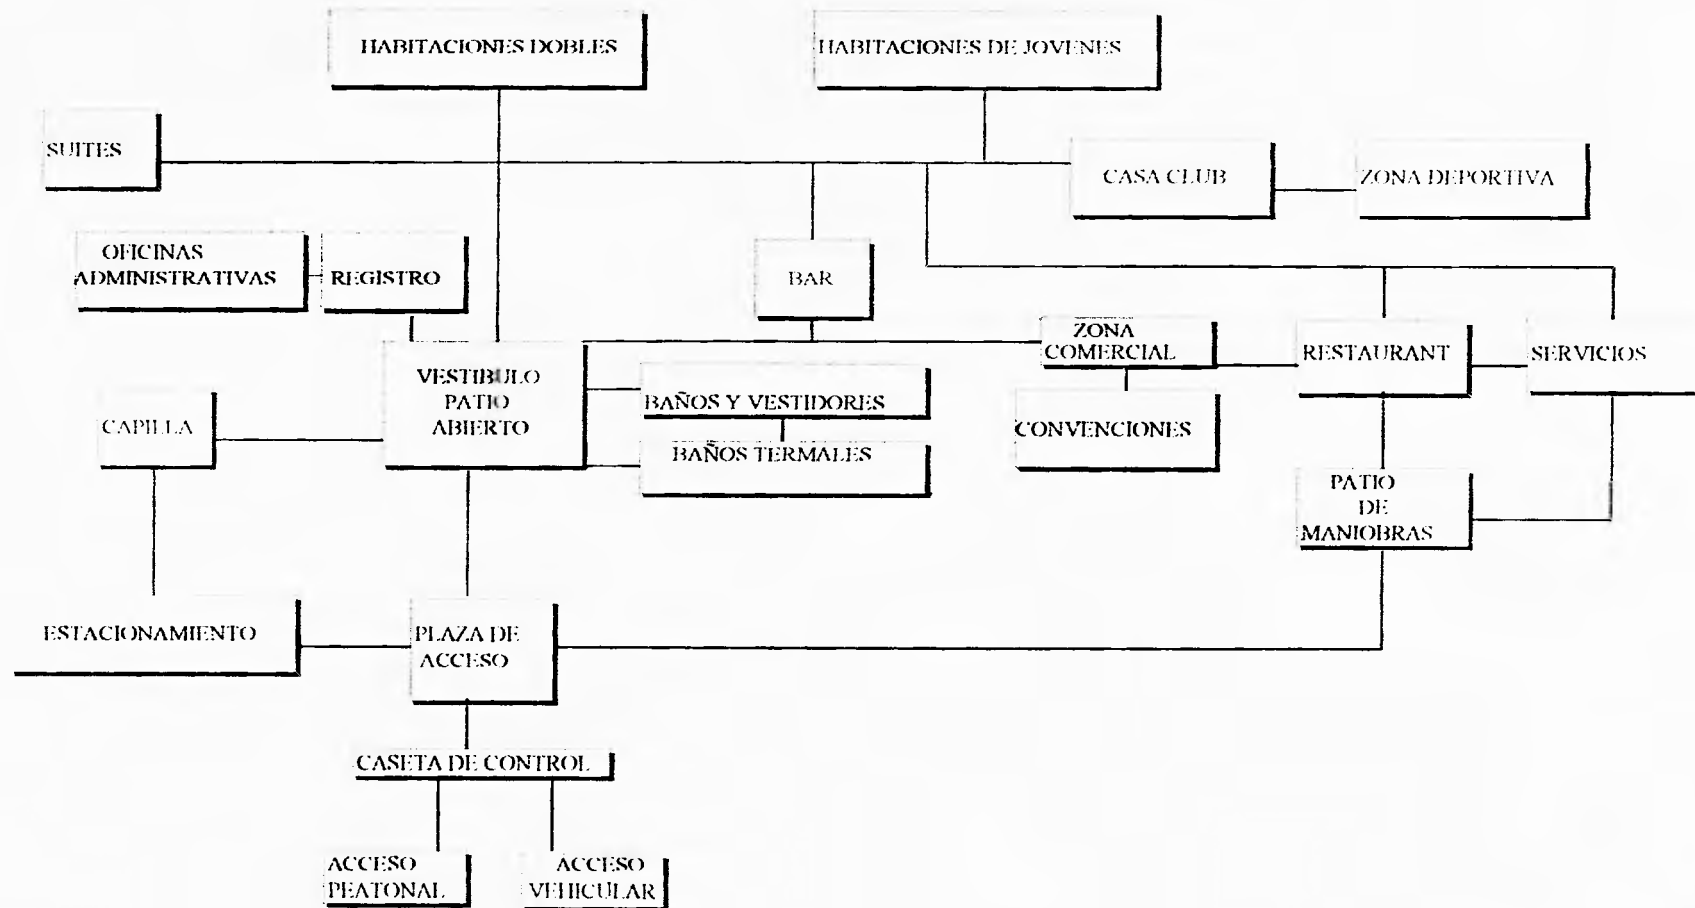 HABITACIONES DOBLES
HABITACIONES DE JOVENES
SUITES
CASA CLUB
ZONA DEPORTIVA
OFICINAS
ADMINISTRATIVAS
REGISTRO
BAR
ZONA
COMERCIAL
RESTAURANT
SERVICIOS
VESTIBULO
PATIO
ABIERTO
BAÑOS Y VESTIDORES
CAPILLA
CONVENCIONES
BAÑOS TERMALES
PATIO
DE
MANIOBRAS
ESTACIONAMIENTO
PLAZA DE
ACCESO
CASETA DE CONTROL
ACCESO
PEATONAL
ACCESO
VEHICULAR